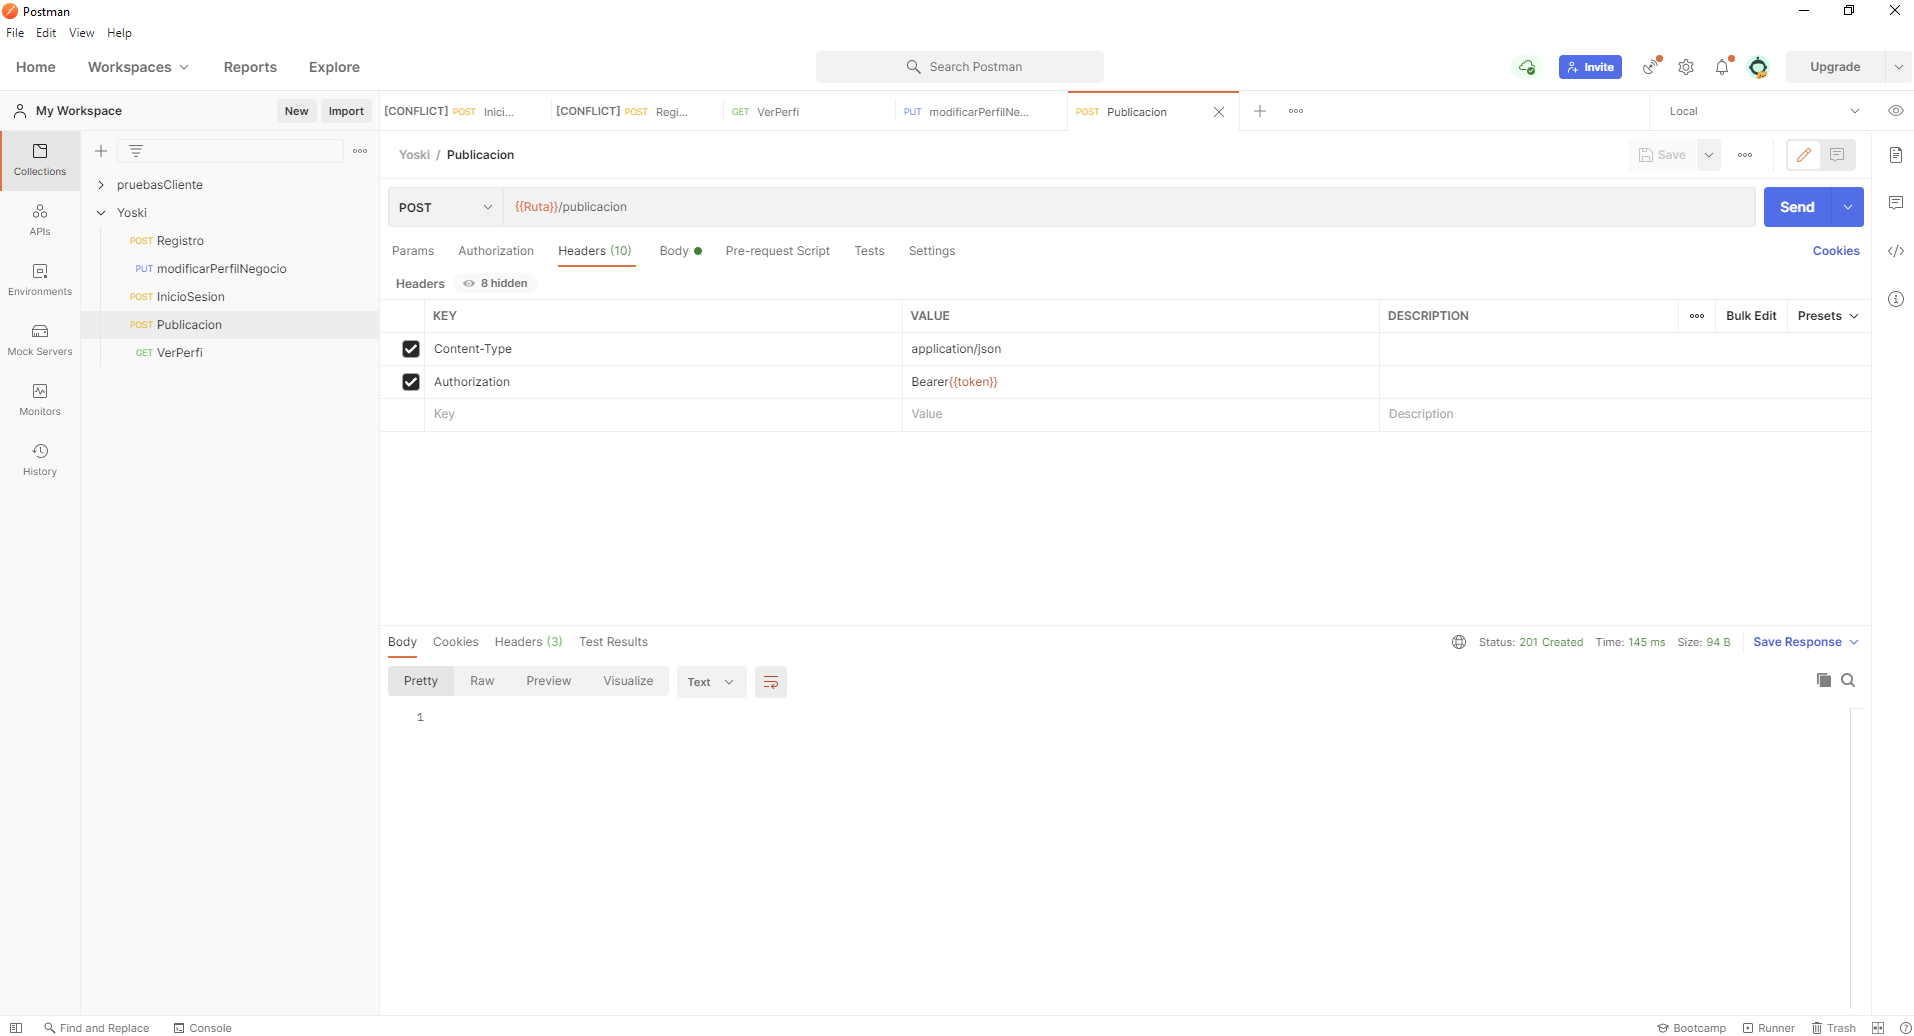 Postman
File Edit View Help
Home Workspaces Reports Explore Search Postman Invite Upgrade
My Workspace New Import [CONFLICT] POST Inici... [CONFLICT] POST Regi... GET VerPerfi PUT modificarPerfilNe... POST Publicacion Local
Collections
APIs
Environments
Mock Servers
Monitors
History
pruebasCliente
Yoski
POST Registro
PUT modificarPerfilNegocio
POST InicioSesion
POST Publicacion
GET VerPerfi
Yoski / Publicacion Save
POST {{Ruta}}/publicacion Send
Params Authorization Headers (10) Body Pre-request Script Tests Settings Cookies
Headers 8 hidden
KEY VALUE DESCRIPTION Bulk Edit Presets
Content-Type application/json
Authorization Bearer{{token}}
Key Value Description
Body Cookies Headers (3) Test Results Status: 201 Created Time: 145 ms Size: 94 B Save Response
Pretty Raw Preview Visualize Text
1
Find and Replace Console Bootcamp Runner Trash